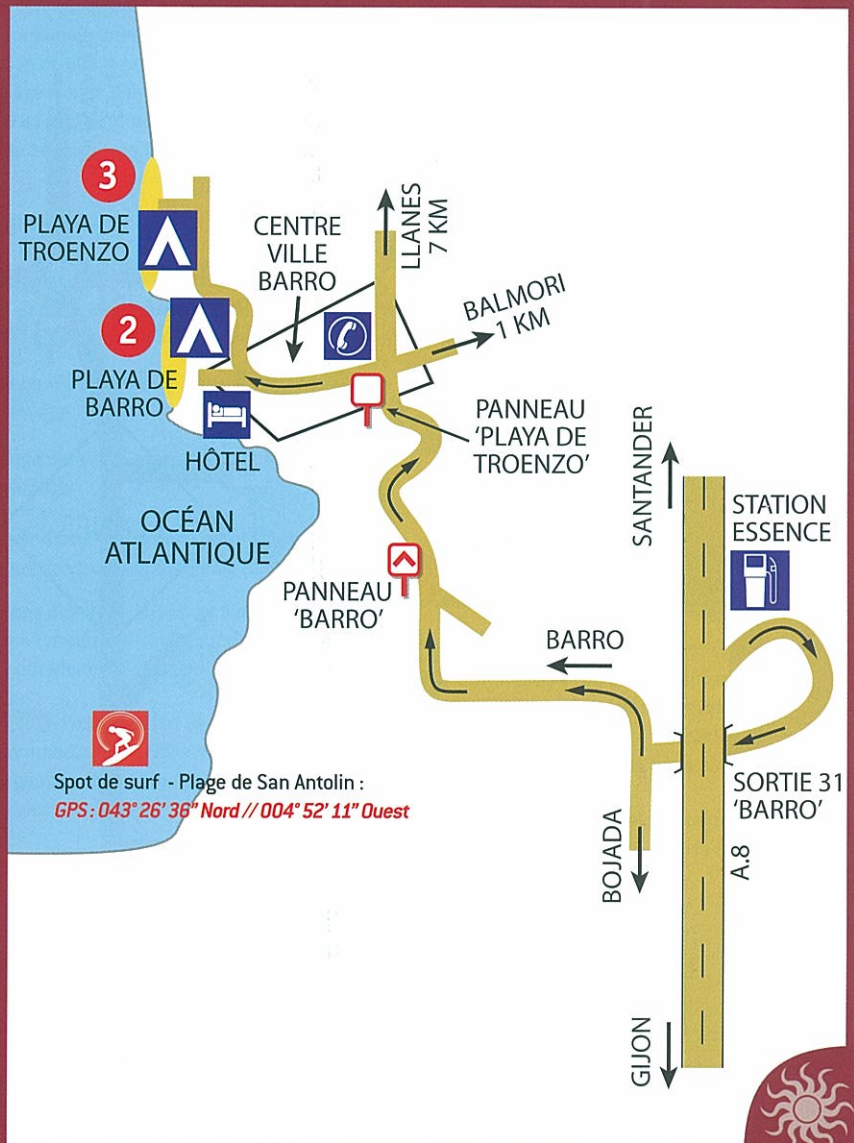 3
PLAYA DE
TROENZO
CENTRE
VILLE
BARRO
LLANES
7 KM
BALMORI
1 KM
2
PLAYA DE
BARRO
HÔTEL
PANNEAU
'PLAYA DE
TROENZO'
OCÉAN
ATLANTIQUE
PANNEAU
'BARRO'
SANTANDER
STATION
ESSENCE
BARRO
Spot de surf - Plage de San Antolin :
GPS : 043° 26' 36" Nord // 004° 52' 11" Ouest
SORTIE 31
'BARRO'
BOJADA
A.8
GIJON